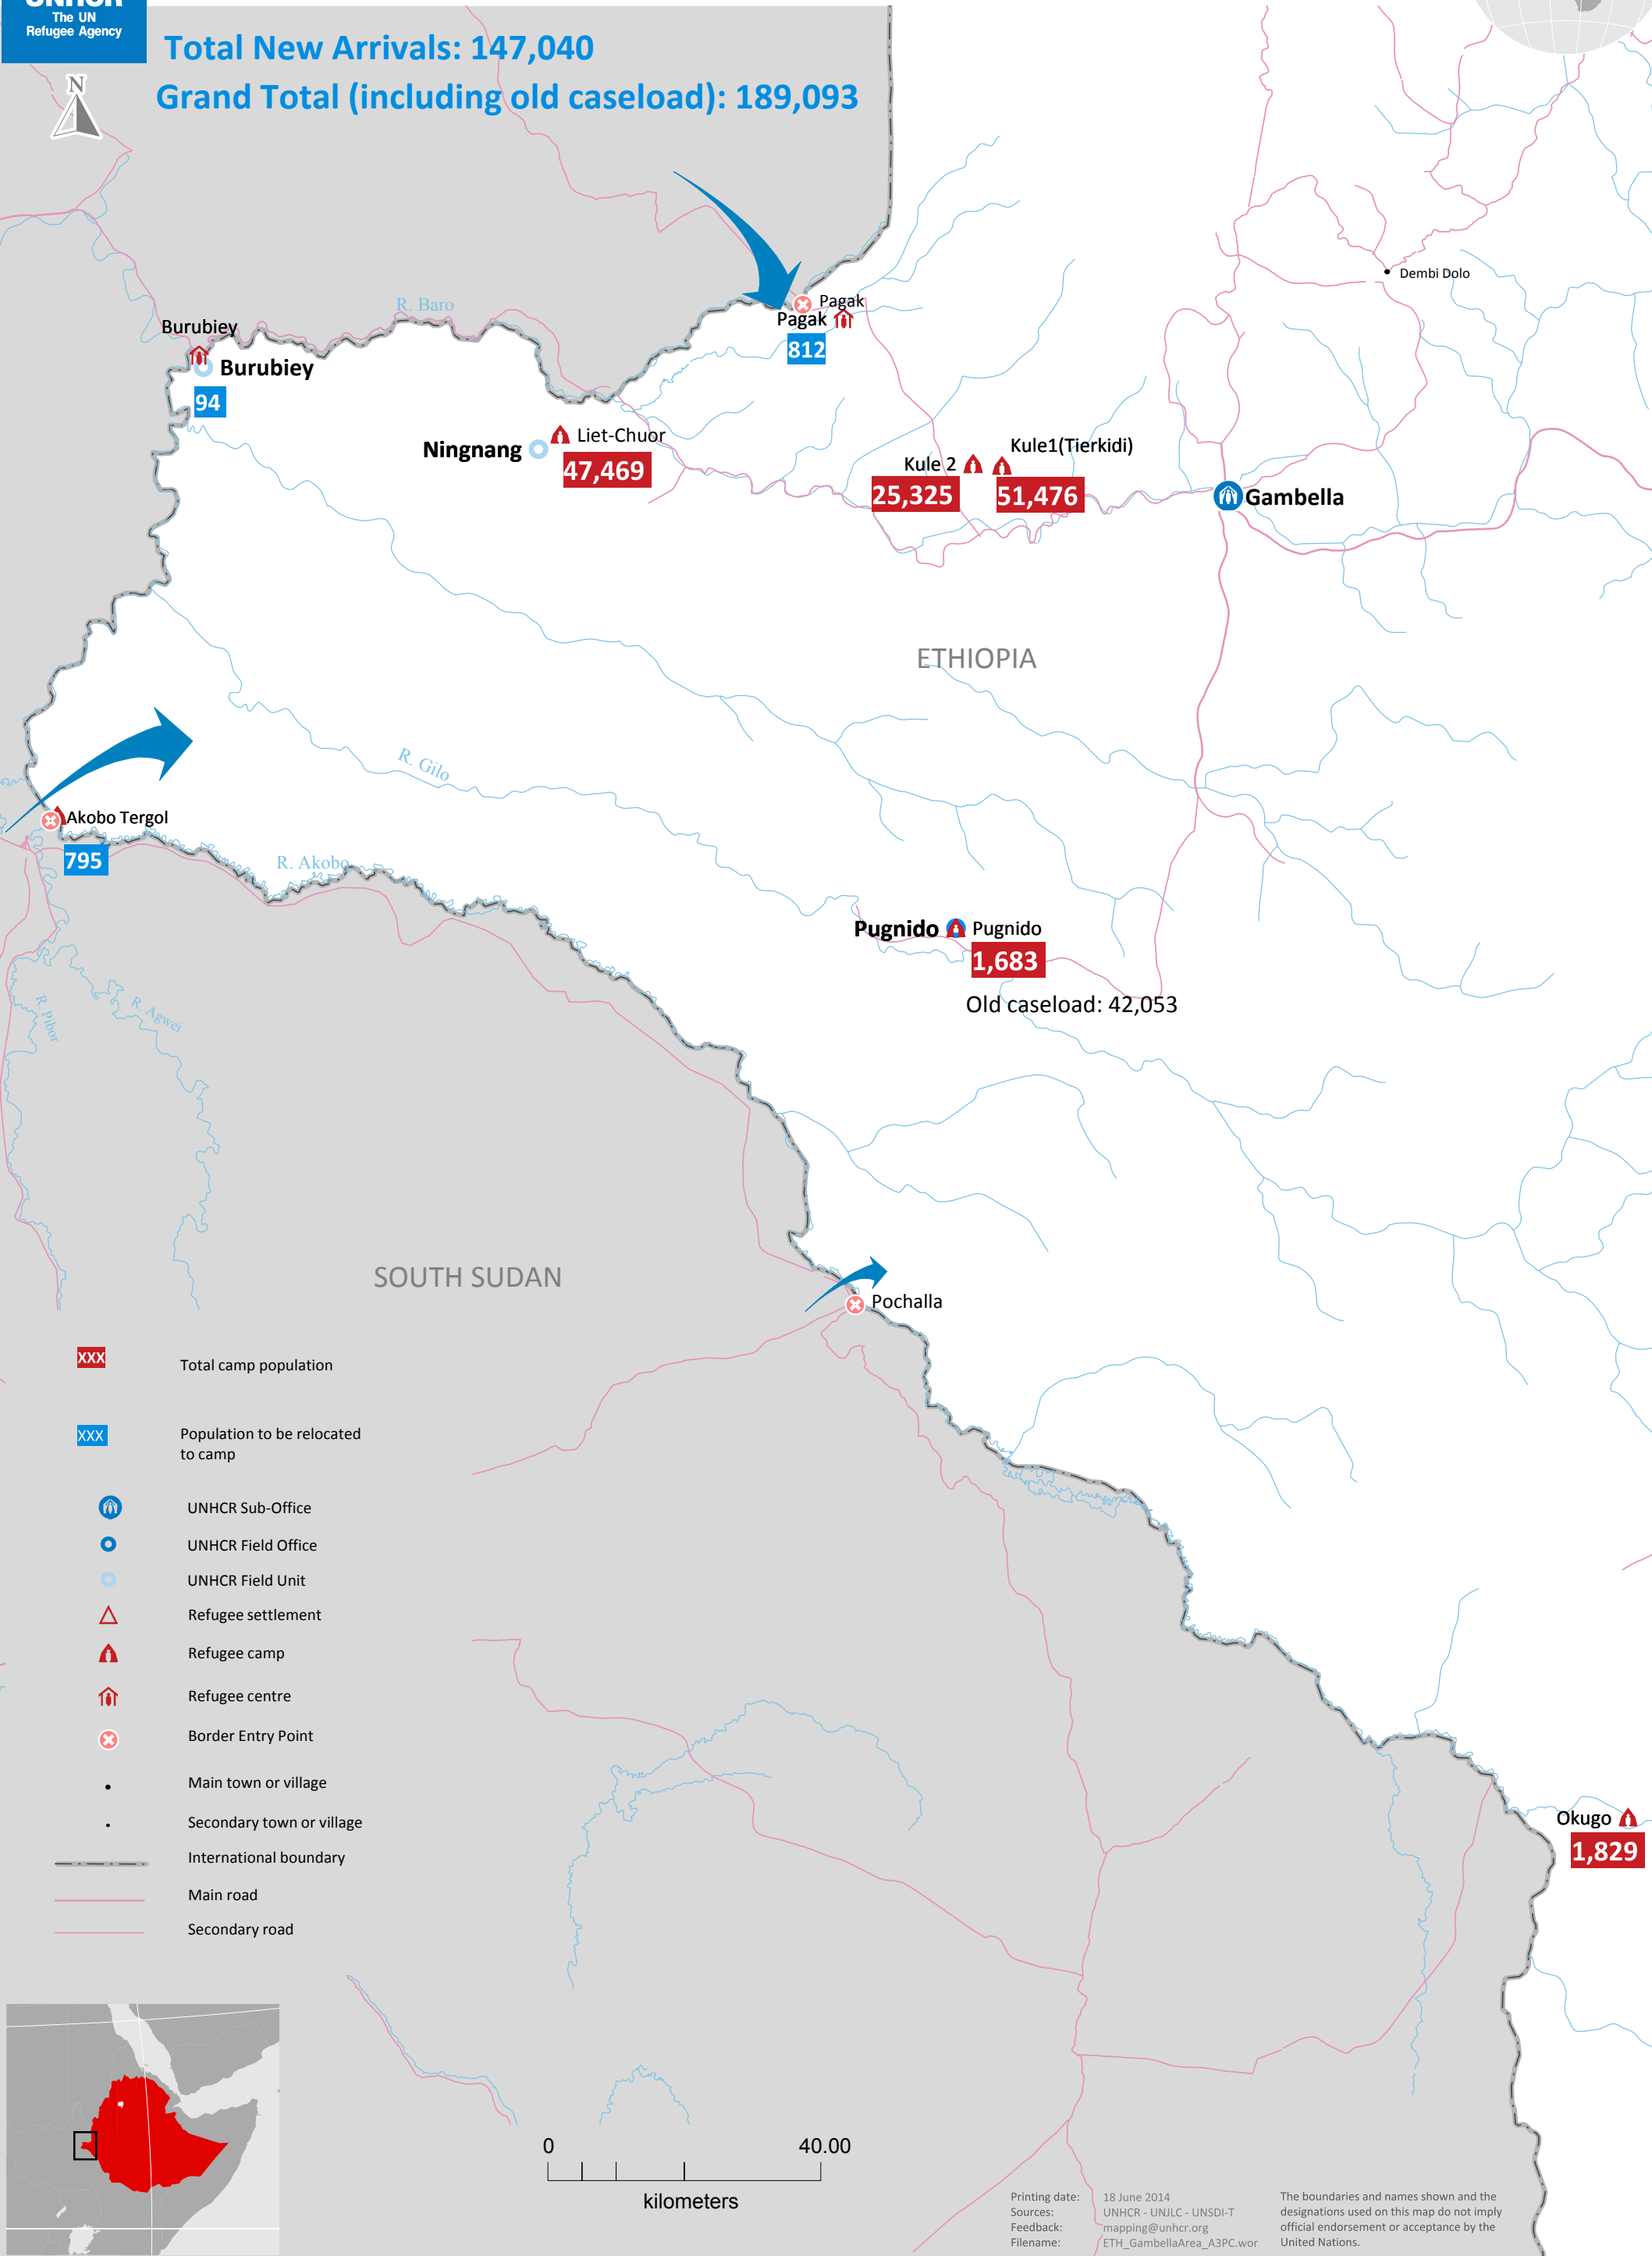 UNHCR
The UN
Refugee Agency
Total New Arrivals: 147,040
Grand Total (including old caseload): 189,093
N
Dembi Dolo
R. Baro
Pagak
Pagak
812
Burubiey
Burubiey
94
Ningnang
Liet-Chuor
47,469
Kule 2
25,325
Kule1(Tierkidi)
51,476
Gambella
ETHIOPIA
R. Gilo
Akobo Tergol
795
R. Akobo
Pugnido
Pugnido
1,683
Old caseload: 42,053
R. Pibor
R. Agwei
SOUTH SUDAN
Pochalla
XXX
Total camp population
XXX
Population to be relocated
to camp
UNHCR Sub-Office
UNHCR Field Office
UNHCR Field Unit
Refugee settlement
Refugee camp
Refugee centre
Border Entry Point
Main town or village
Secondary town or village
International boundary
Main road
Secondary road
Okugo
1,829
0 40.00
kilometers
Printing date: 18 June 2014
Sources: UNHCR - UNJLC - UNSDI-T
Feedback: mapping@unhcr.org
Filename: ETH_GambellaArea_A3PC.wor
The boundaries and names shown and the
designations used on this map do not imply
official endorsement or acceptance by the
United Nations.